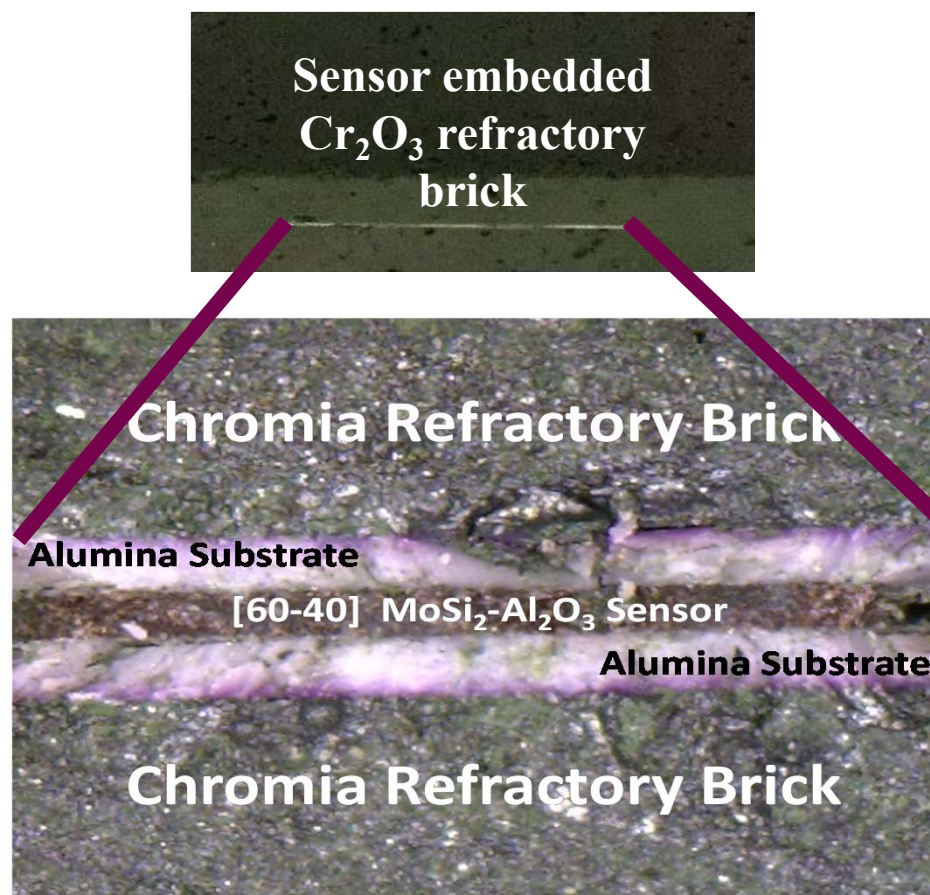 Sensor embedded
Cr₂O₃ refractory
brick
Chromia Refractory Brick
Alumina Substrate
[60-40] MoSi₂-Al₂O₃ Sensor
Alumina Substrate
Chromia Refractory Brick